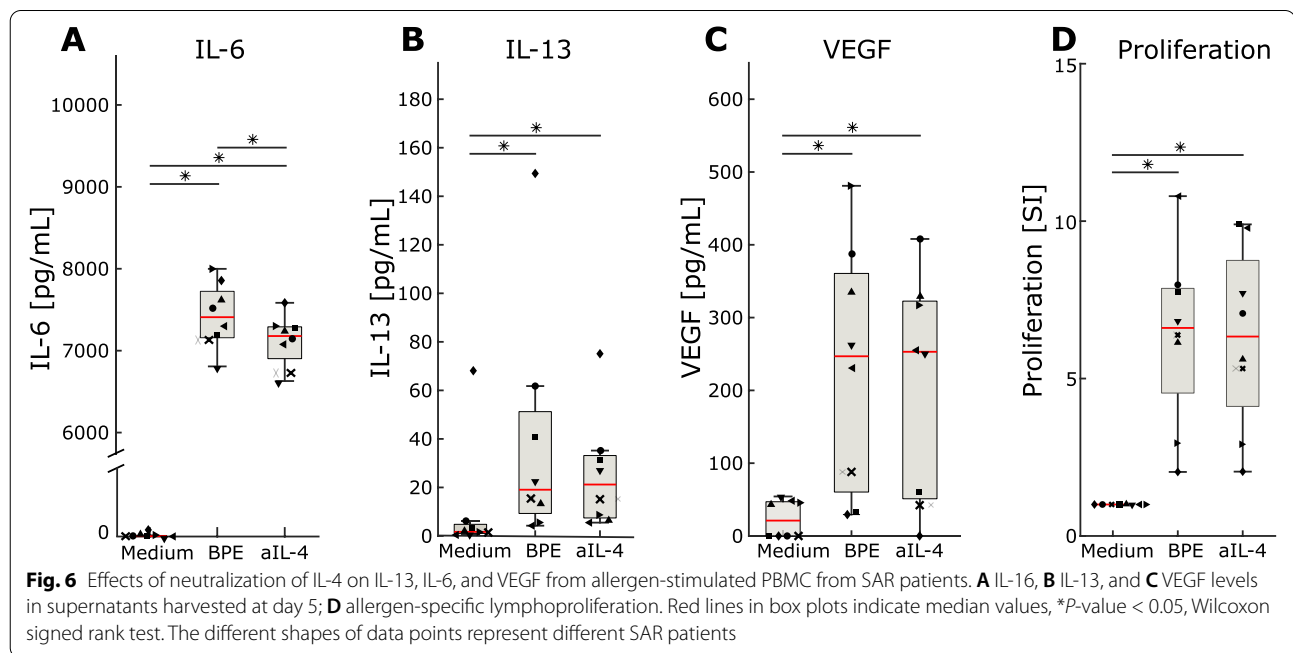 A IL-6
B IL-13
C VEGF
D Proliferation
IL-6 [pg/mL]
10000
9000
8000
7000
6000
0
* * *
Medium BPE aIL-4
IL-13 [pg/mL]
180
160
140
120
100
80
60
40
20
0
* *
Medium BPE aIL-4
VEGF [pg/mL]
600
500
400
300
200
100
0
* *
Medium BPE aIL-4
Proliferation [SI]
15
10
5
0
* *
Medium BPE aIL-4
Fig. 6 Effects of neutralization of IL-4 on IL-13, IL-6, and VEGF from allergen-stimulated PBMC from SAR patients. A IL-16, B IL-13, and C VEGF levels
in supernatants harvested at day 5; D allergen-specific lymphoproliferation. Red lines in box plots indicate median values, *P-value < 0.05, Wilcoxon
signed rank test. The different shapes of data points represent different SAR patients